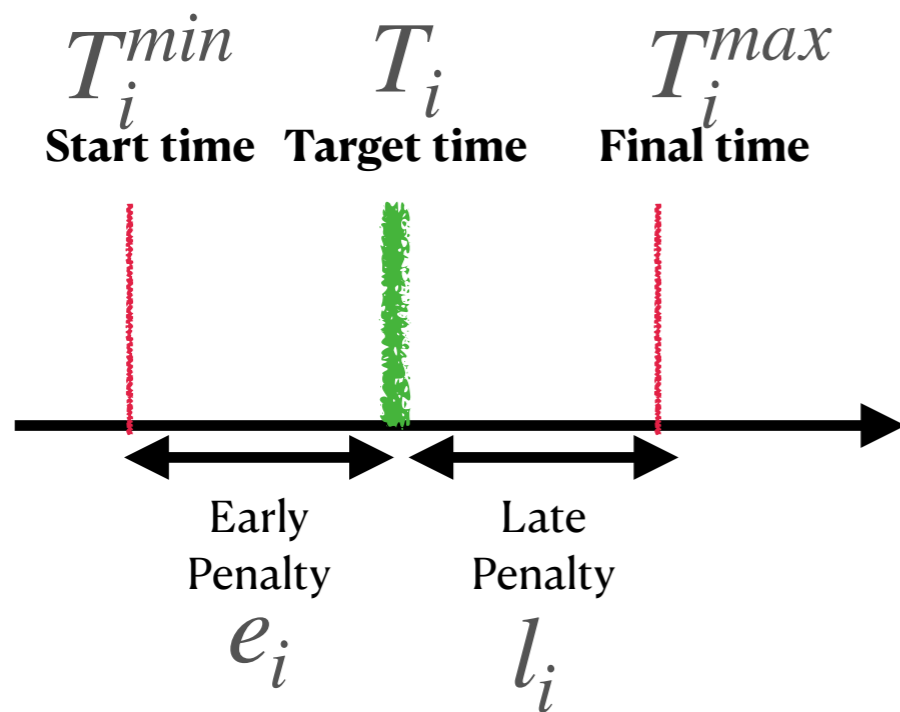 T_i^{min} T_i T_i^{max}
Start time Target time Final time
Early Late
Penalty Penalty
e_i l_i